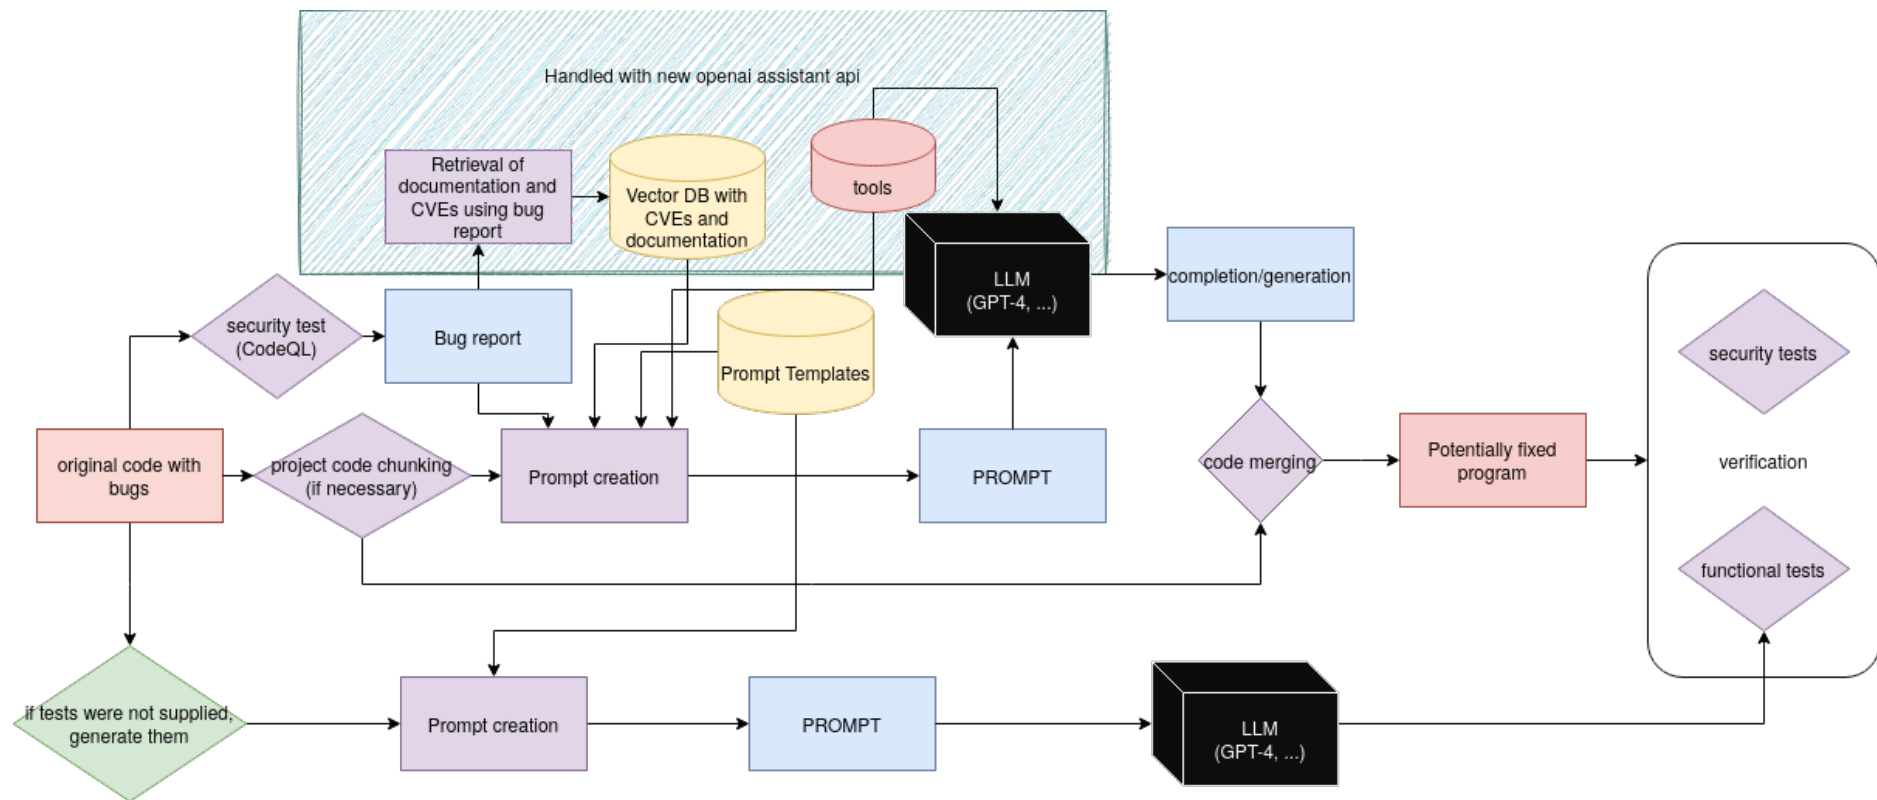 Handled with new openai assistant api
Retrieval of
documentation and
CVEs using bug
report
Vector DB with
CVEs and
documentation
tools
LLM
(GPT-4, ...)
completion/generation
security test
(CodeQL)
Bug report
Prompt Templates
security tests
original code with
bugs
project code chunking
(if necessary)
Prompt creation
PROMPT
code merging
Potentially fixed
program
verification
functional tests
if tests were not supplied,
generate them
Prompt creation
PROMPT
LLM
(GPT-4, ...)